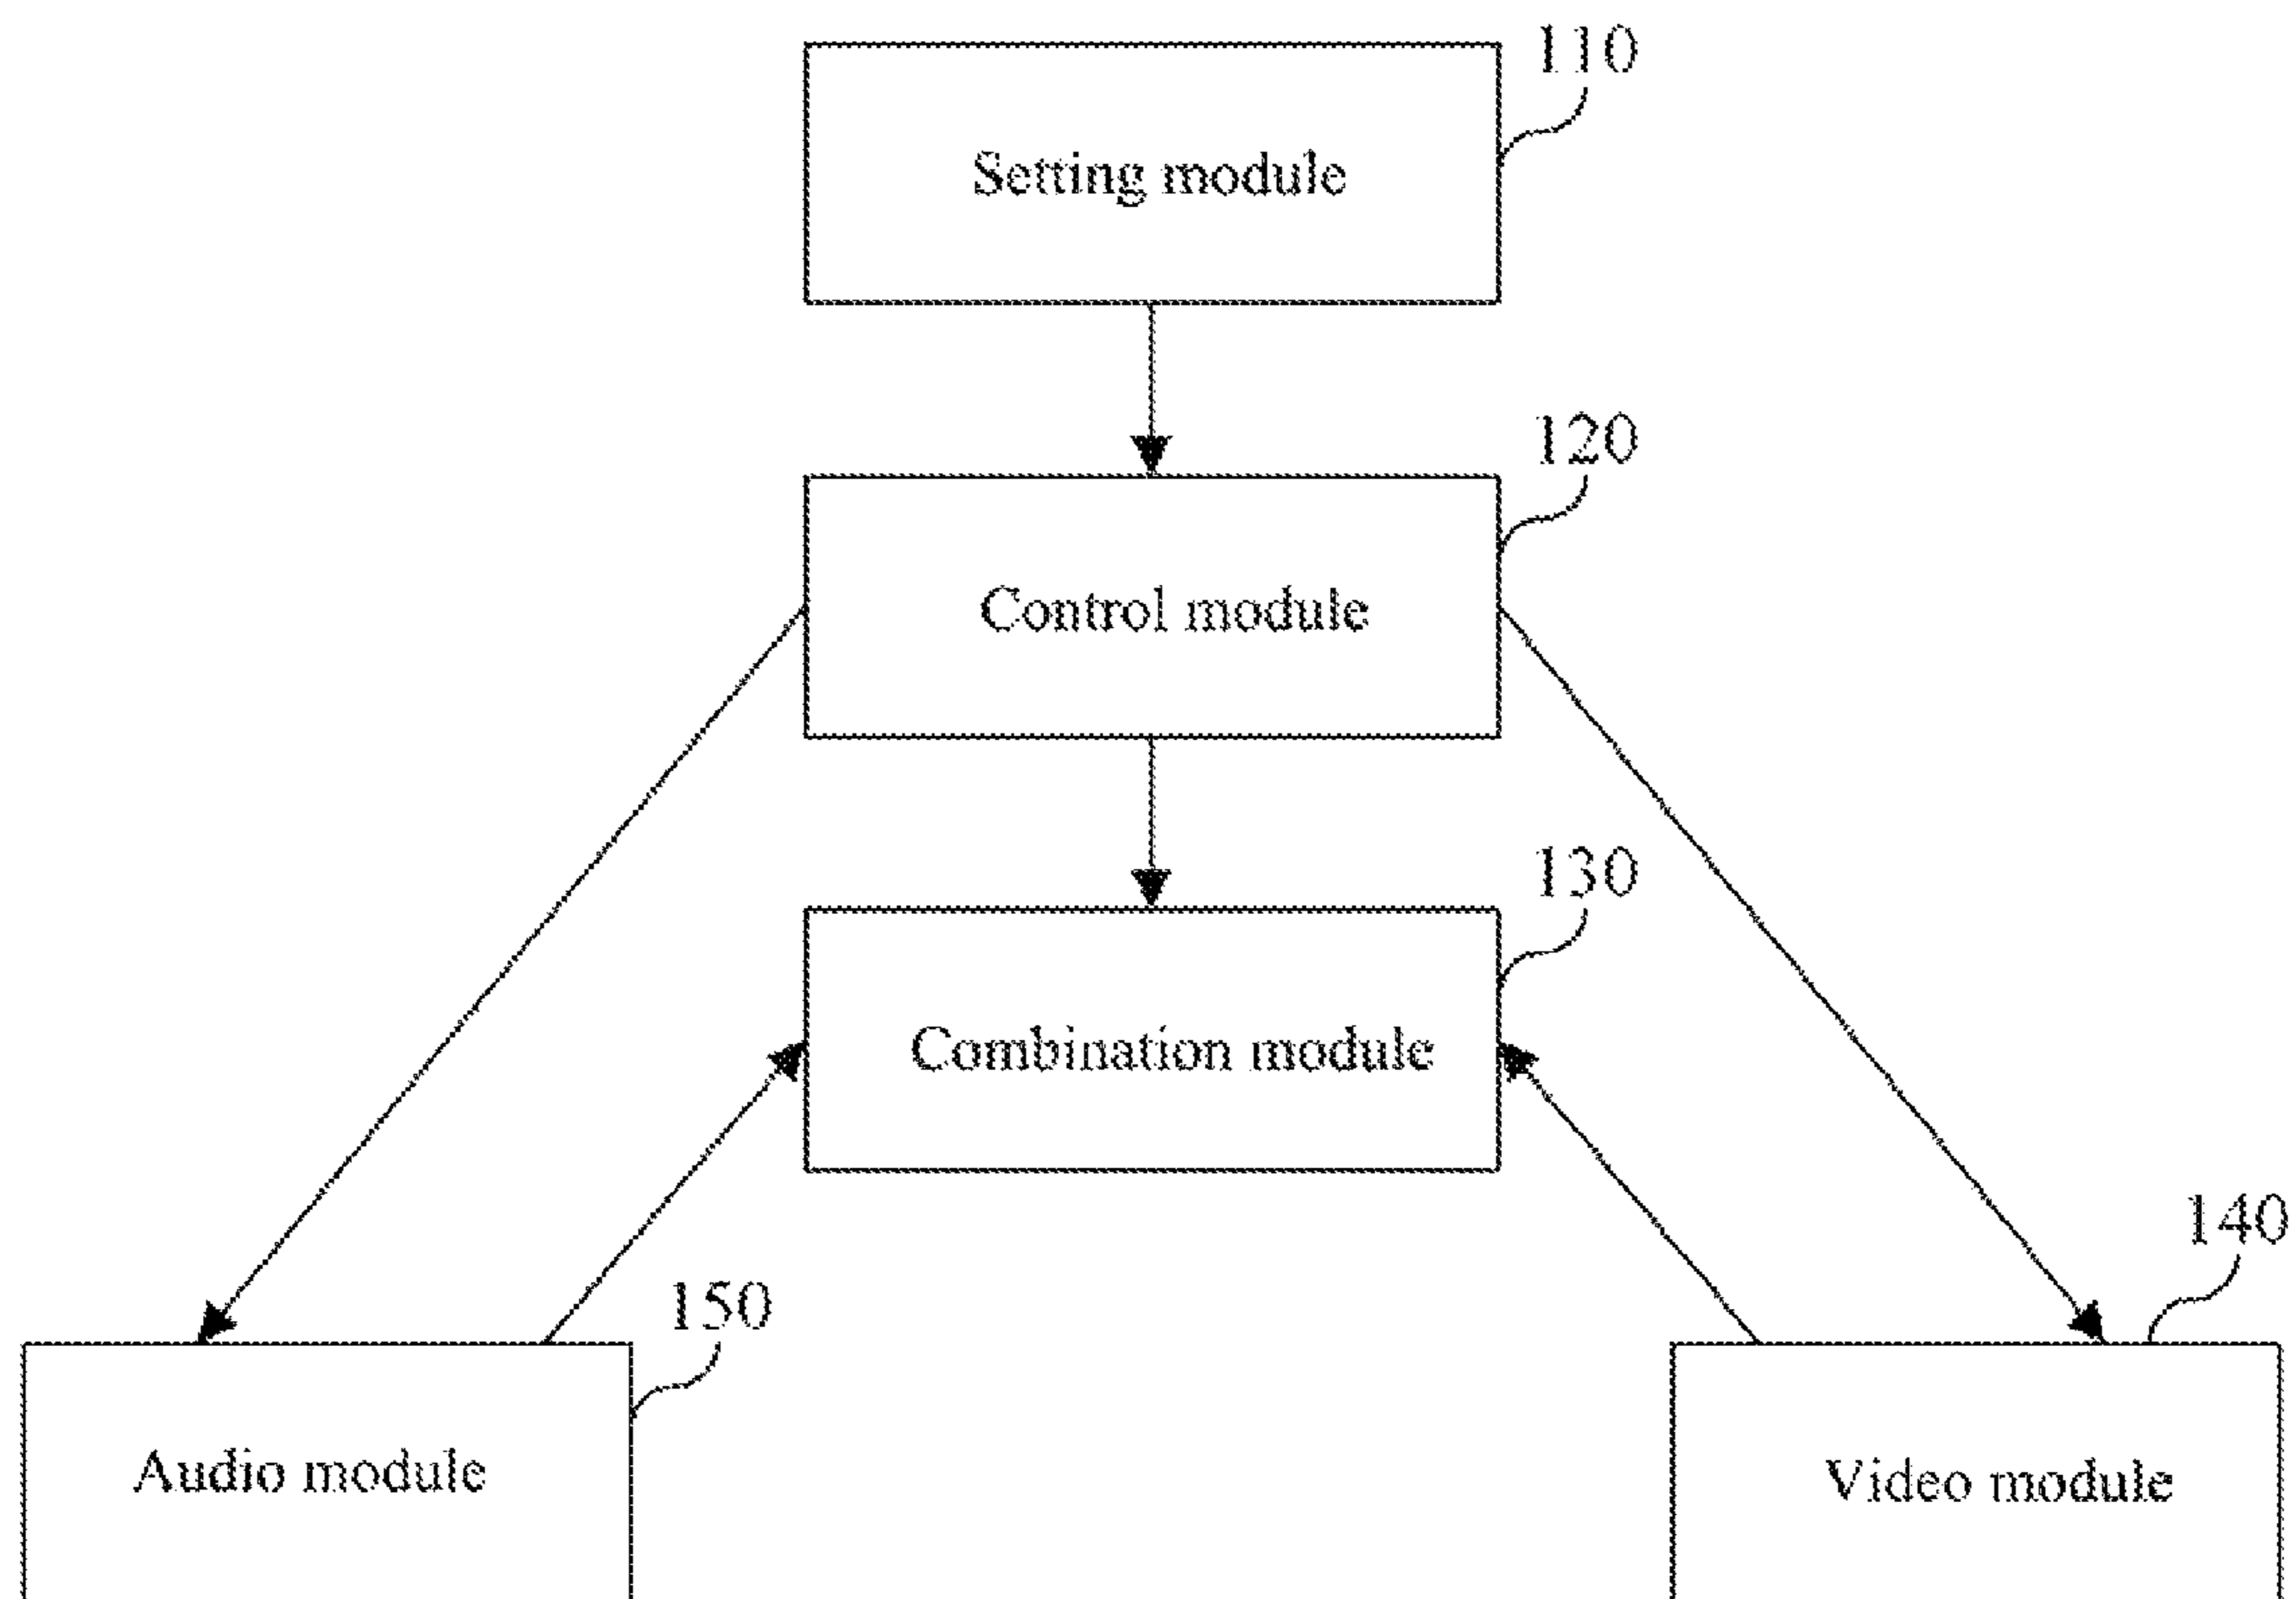 110
Setting module
120
Control module
130
Combination module
140
150
Audio module
Video module